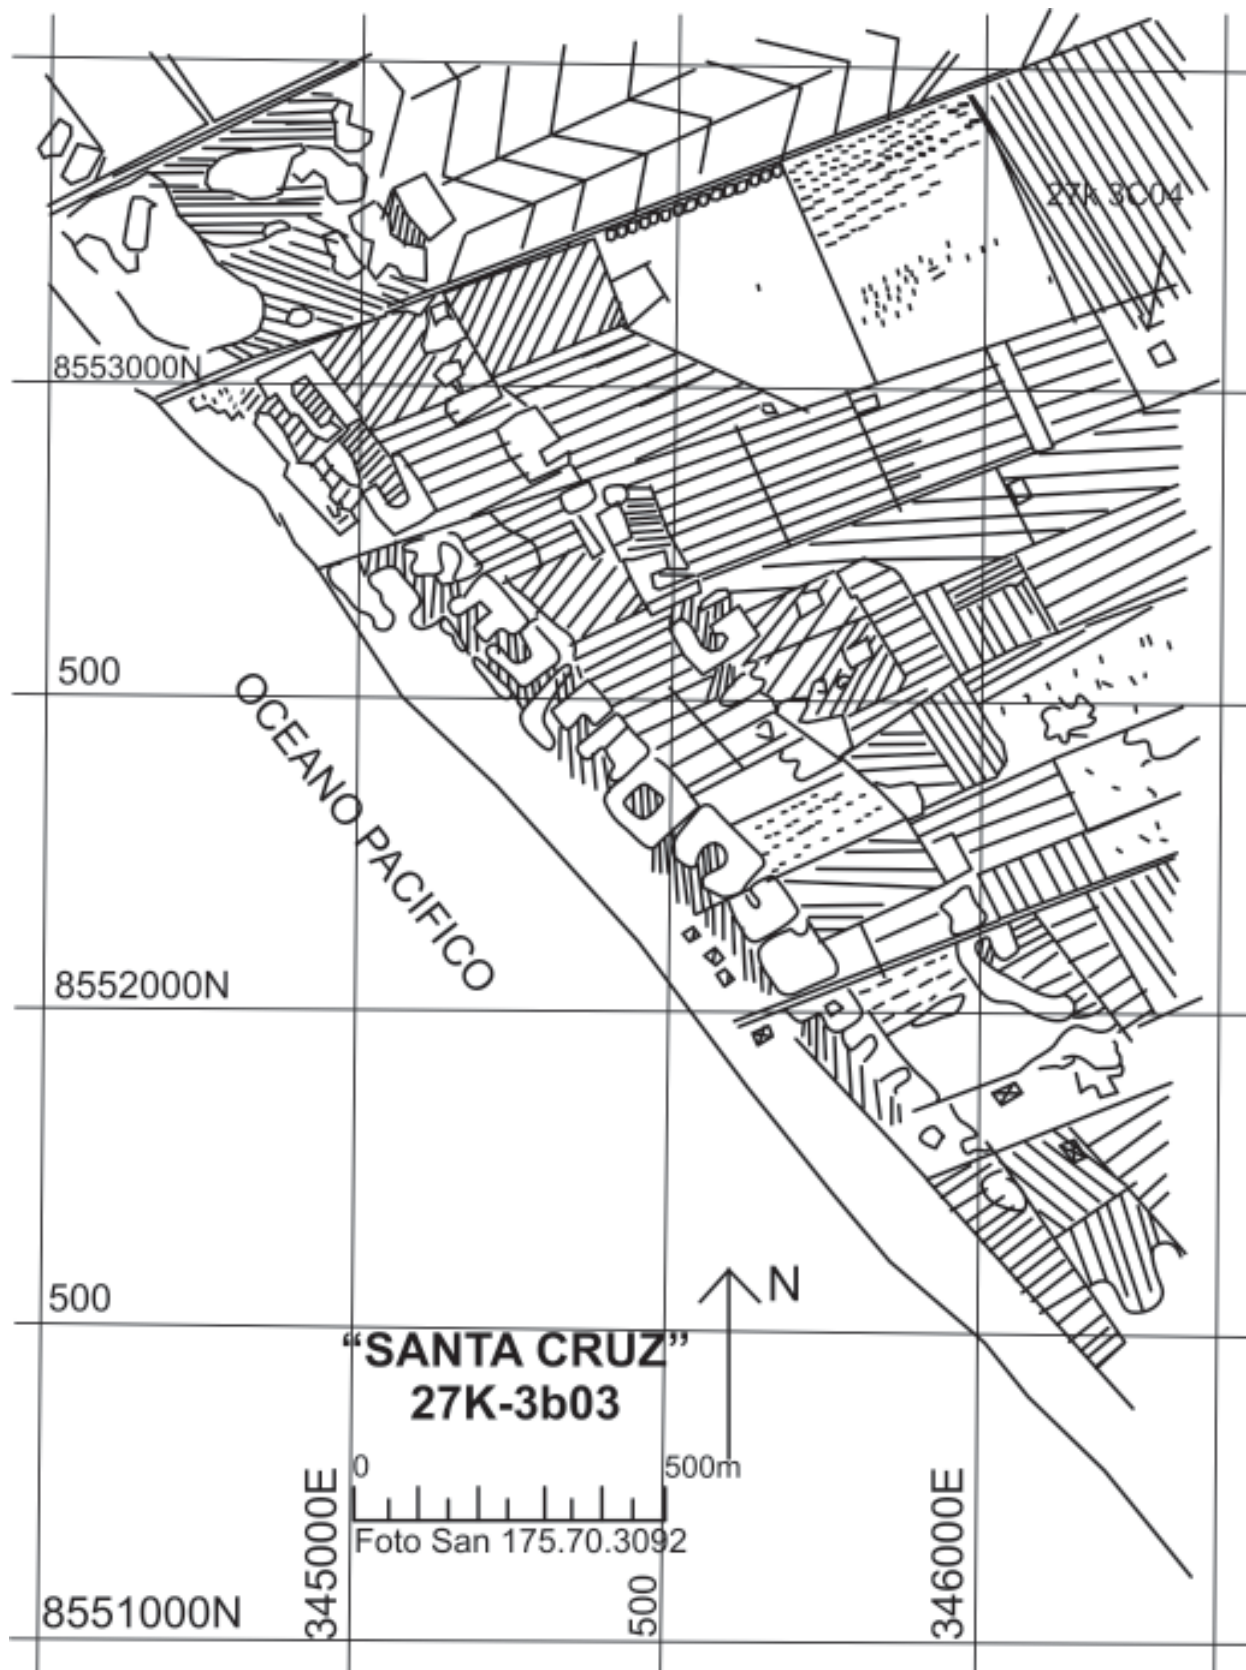 27k 3C04
8553000N
500
OCEANO PACIFICO
8552000N
500
N
“SANTA CRUZ”
27K-3b03
0 500m
Foto San 175.70.3092
8551000N
345000E
500
346000E